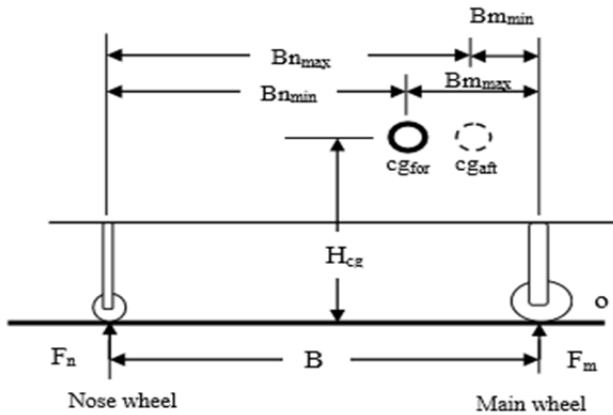 Bm_min
Bn_max
Bn_min
Bm_max
cg_for
cg_aft
H_cg
o
F_n
B
F_m
Nose wheel
Main wheel